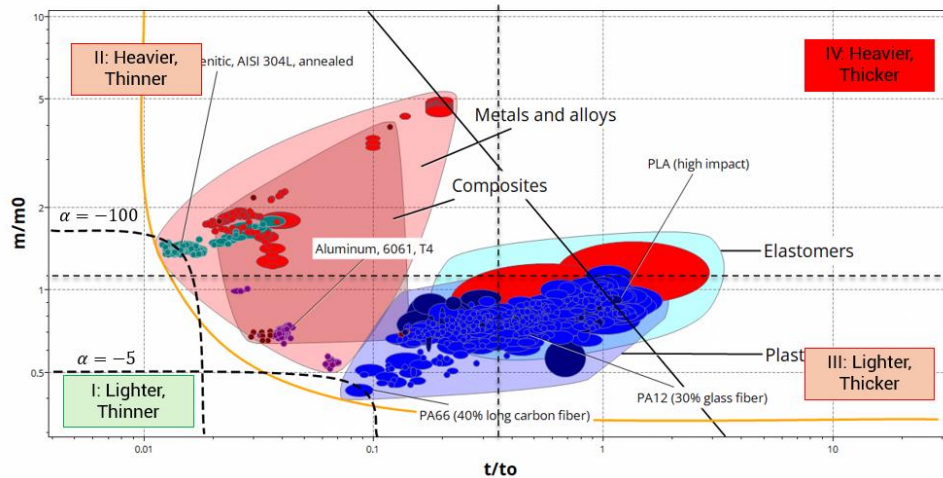 10
5
2
1
0.5
0.01
0.1
1
10
m/m0
t/to
II: Heavier,
Thinner
enitic, AISI 304L, annealed
IV: Heavier,
Thicker
Metals and alloys
PLA (high impact)
Composites
α = −100
Aluminum, 6061, T4
Elastomers
α = −5
Plast
I: Lighter,
Thinner
III: Lighter,
Thicker
PA66 (40% long carbon fiber)
PA12 (30% glass fiber)